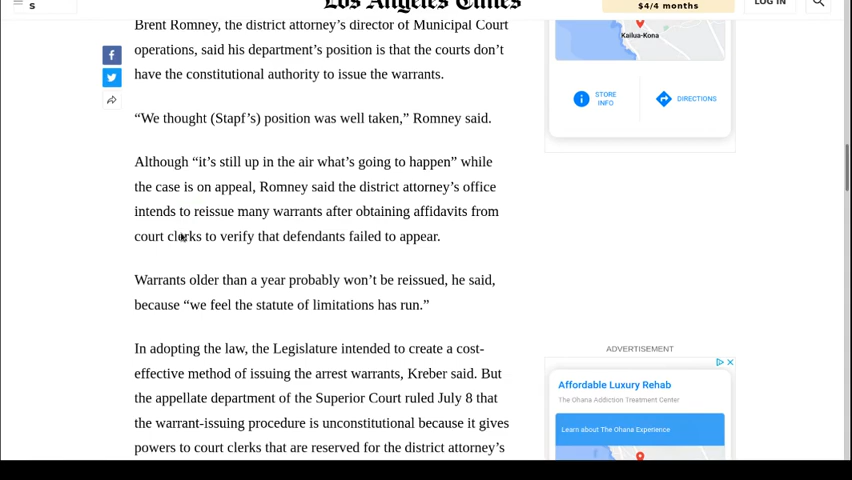 s
Los Angeles Times
$4/4 months
LOG IN
Brent Romney, the district attorney’s director of Municipal Court
operations, said his department’s position is that the courts don’t
have the constitutional authority to issue the warrants.
“We thought (Stapf’s) position was well taken,” Romney said.
Although “it’s still up in the air what’s going to happen” while
the case is on appeal, Romney said the district attorney’s office
intends to reissue many warrants after obtaining affidavits from
court clerks to verify that defendants failed to appear.
Warrants older than a year probably won’t be reissued, he said,
because “we feel the statute of limitations has run.”
In adopting the law, the Legislature intended to create a cost-
effective method of issuing the arrest warrants, Kreber said. But
the appellate department of the Superior Court ruled July 8 that
the warrant-issuing procedure is unconstitutional because it gives
powers to court clerks that are reserved for the district attorney’s
Kailua-Kona
STORE
INFO
DIRECTIONS
ADVERTISEMENT
Affordable Luxury Rehab
The Ohana Addiction Treatment Center
Learn about The Ohana Experience